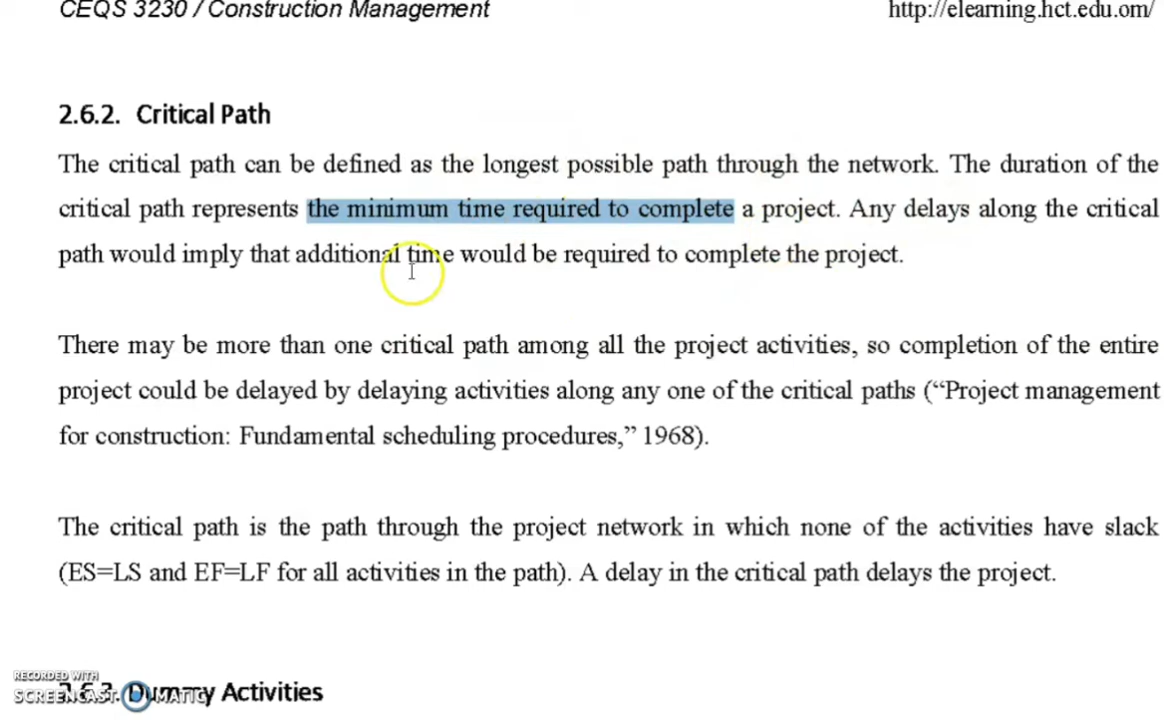 CEQS 3230 / Construction Management http://elearning.hct.edu.om/
2.6.2. Critical Path
The critical path can be defined as the longest possible path through the network. The duration of the
critical path represents the minimum time required to complete a project. Any delays along the critical
path would imply that additional time would be required to complete the project.
There may be more than one critical path among all the project activities, so completion of the entire
project could be delayed by delaying activities along any one of the critical paths (“Project management
for construction: Fundamental scheduling procedures,” 1968).
The critical path is the path through the project network in which none of the activities have slack
(ES=LS and EF=LF for all activities in the path). A delay in the critical path delays the project.
RECORDED WITH
SCREENCAST-O-MATIC
2.6.3. Dummy Activities